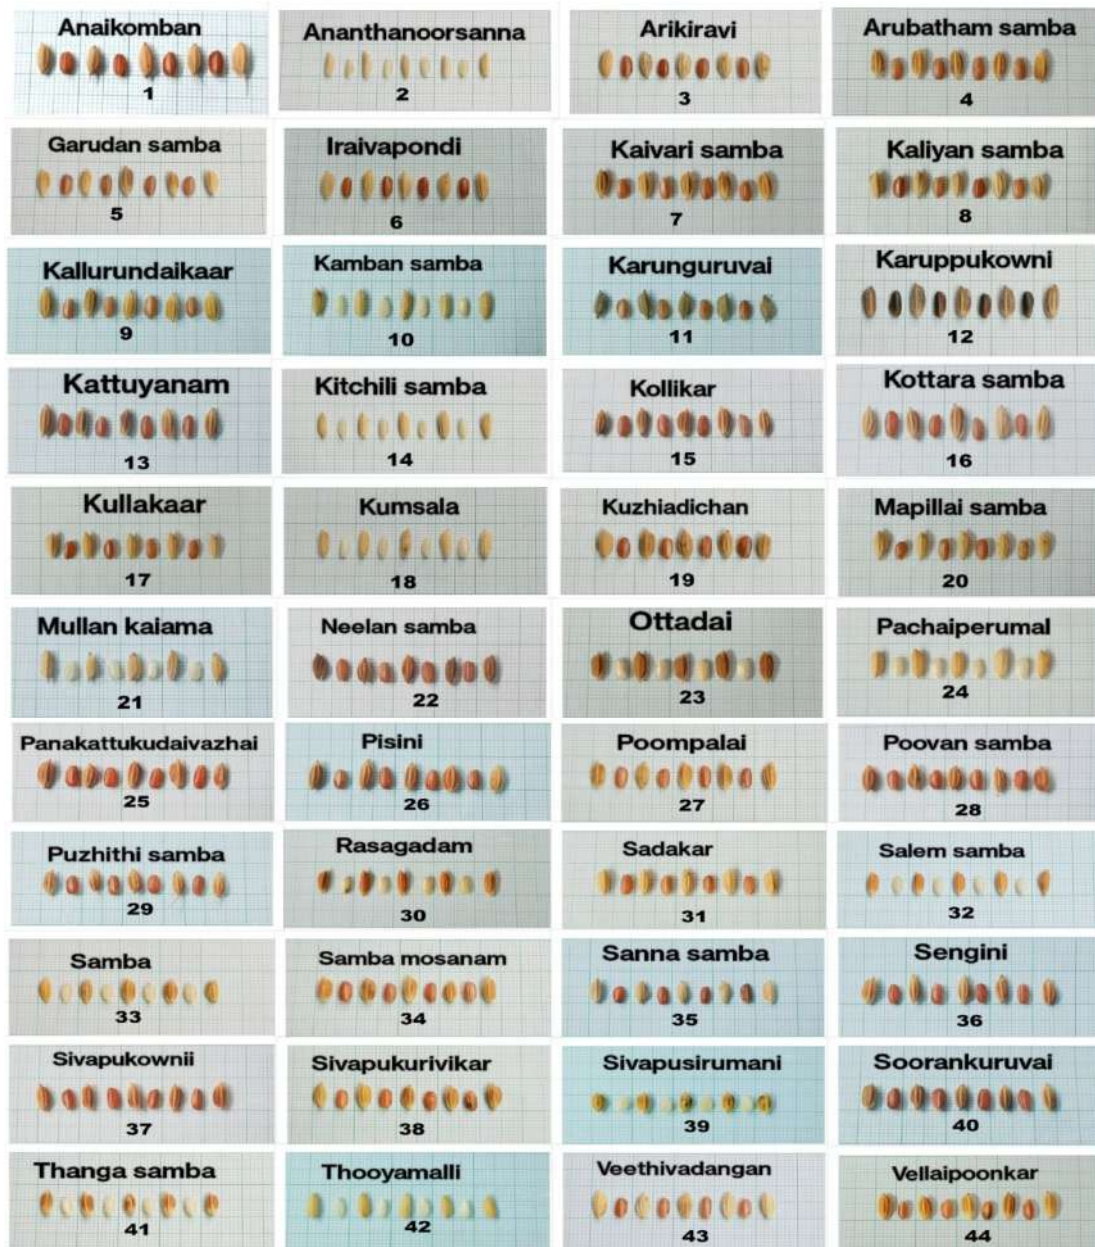 Anaikomban
1
Ananthanoorsanna
2
Arikiravi
3
Arubatham samba
4
Garudan samba
5
Iraivapondi
6
Kaivari samba
7
Kaliyan samba
8
Kallurundaikaar
9
Kamban samba
10
Karunguruvai
11
Karuppukowni
12
Kattuyanam
13
Kitchili samba
14
Kollikar
15
Kottara samba
16
Kullakaar
17
Kumsala
18
Kuzhiadichan
19
Mapillai samba
20
Mullan kaiama
21
Neelan samba
22
Ottadai
23
Pachaiperumal
24
Panakattukudaivazhai
25
Pisini
26
Poompalai
27
Poovan samba
28
Puzhithi samba
29
Rasagadam
30
Sadakar
31
Salem samba
32
Samba
33
Samba mosanam
34
Sanna samba
35
Sengini
36
Sivapukownii
37
Sivapukurivikar
38
Sivapusirumani
39
Soorankuruvai
40
Thanga samba
41
Thooyamalli
42
Veethivadangan
43
Vellaipoonkar
44